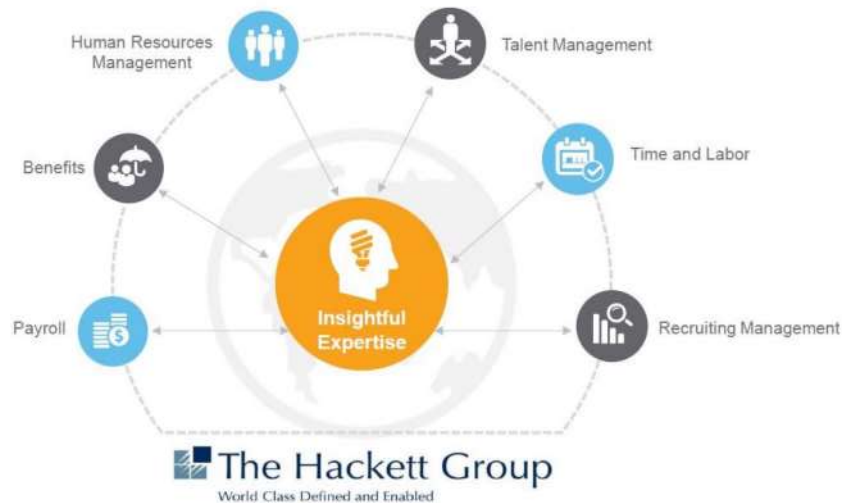 Human Resources
Management
Talent Management
Benefits
Time and Labor
Insightful
Expertise
Payroll
Recruiting Management
The Hackett Group
World Class Defined and Enabled